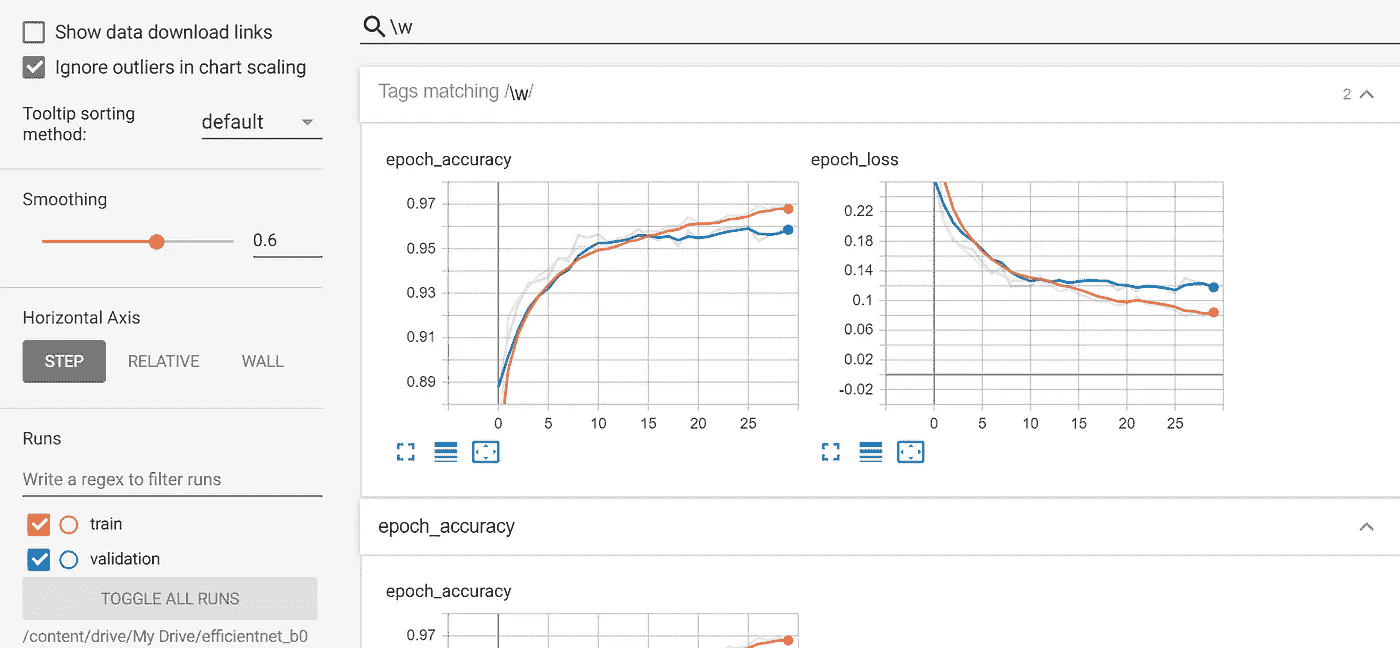 Show data download links
Ignore outliers in chart scaling
Tooltip sorting
method:
default
Smoothing
0.6
Horizontal Axis
STEP RELATIVE WALL
Runs
Write a regex to filter runs
train
validation
TOGGLE ALL RUNS
/content/drive/My Drive/efficientnet_b0
\w
Tags matching /\w/ 2
epoch_accuracy
0.97
0.95
0.93
0.91
0.89
0 5 10 15 20 25
epoch_loss
0.22
0.18
0.14
0.1
0.06
0.02
-0.02
0 5 10 15 20 25
epoch_accuracy
epoch_accuracy
0.97